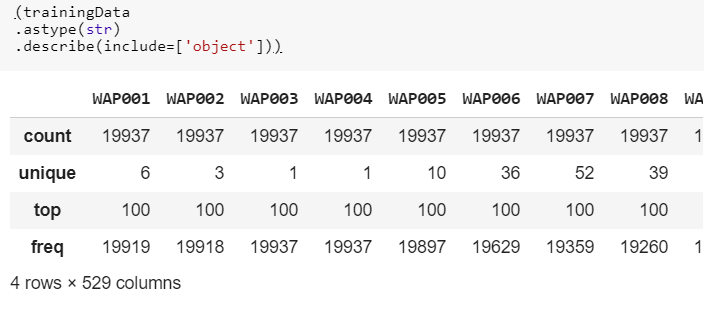 (trainingData
.astype(str)
.describe(include=['object']))
WAP001 WAP002 WAP003 WAP004 WAP005 WAP006 WAP007 WAP008 WA
count 19937 19937 19937 19937 19937 19937 19937 19937 1
unique 6 3 1 1 10 36 52 39
top 100 100 100 100 100 100 100 100
freq 19919 19918 19937 19937 19897 19629 19359 19260 1
4 rows × 529 columns